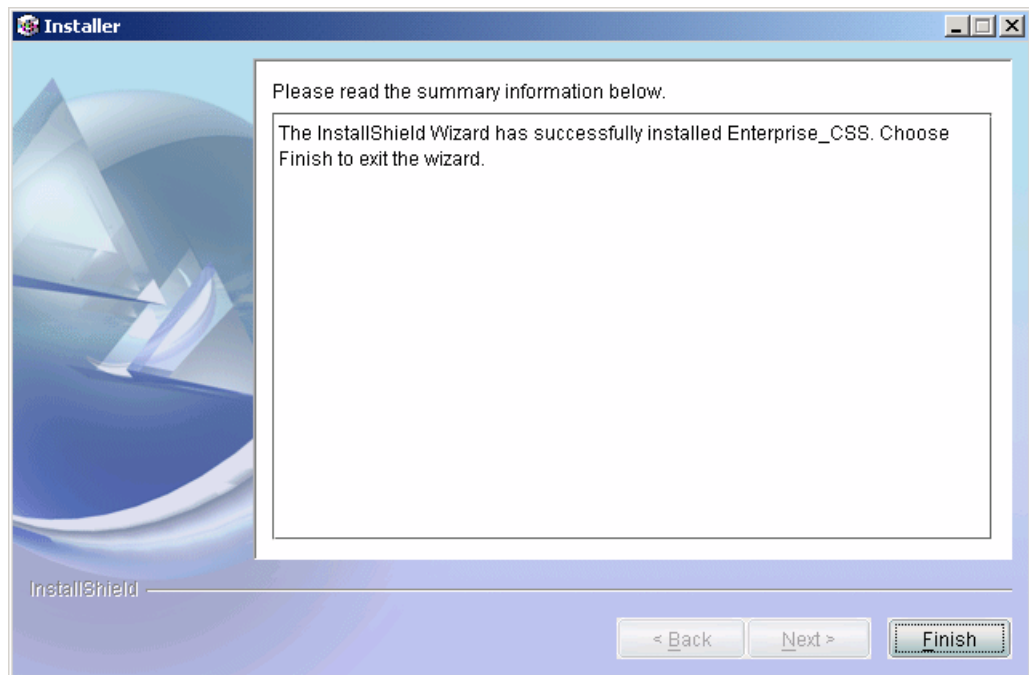 Installer
Please read the summary information below.
The InstallShield Wizard has successfully installed Enterprise_CSS. Choose
Finish to exit the wizard.
InstallShield
< Back
Next >
Finish